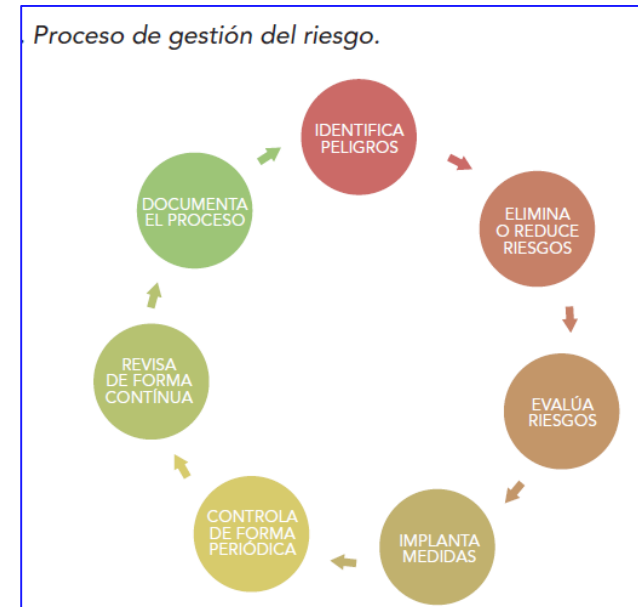 . Proceso de gestión del riesgo.
IDENTIFICA
PELIGROS
ELIMINA
O REDUCE
RIESGOS
EVALÚA
RIESGOS
IMPLANTA
MEDIDAS
CONTROLA
DE FORMA
PERIÓDICA
REVISA
DE FORMA
CONTÍNUA
DOCUMENTA
EL PROCESO